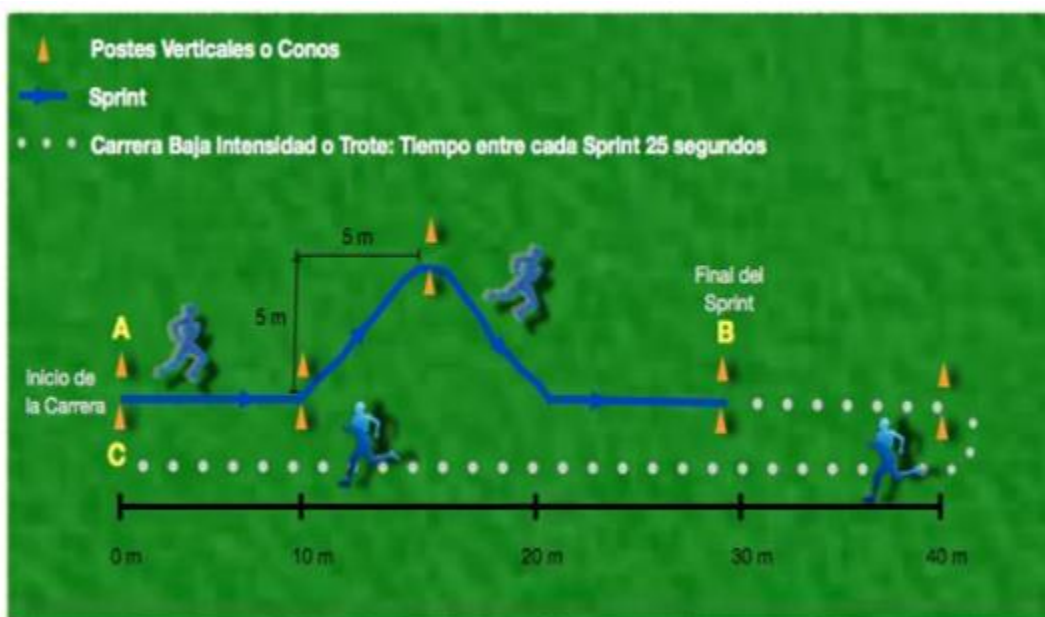 Postes Verticales o Conos
Sprint
Carrera Baja Intensidad o Trote: Tiempo entre cada Sprint 25 segundos
5 m
5 m
Final del
Sprint
A
B
Inicio de
la Carrera
C
0 m
10 m
20 m
30 m
40 m